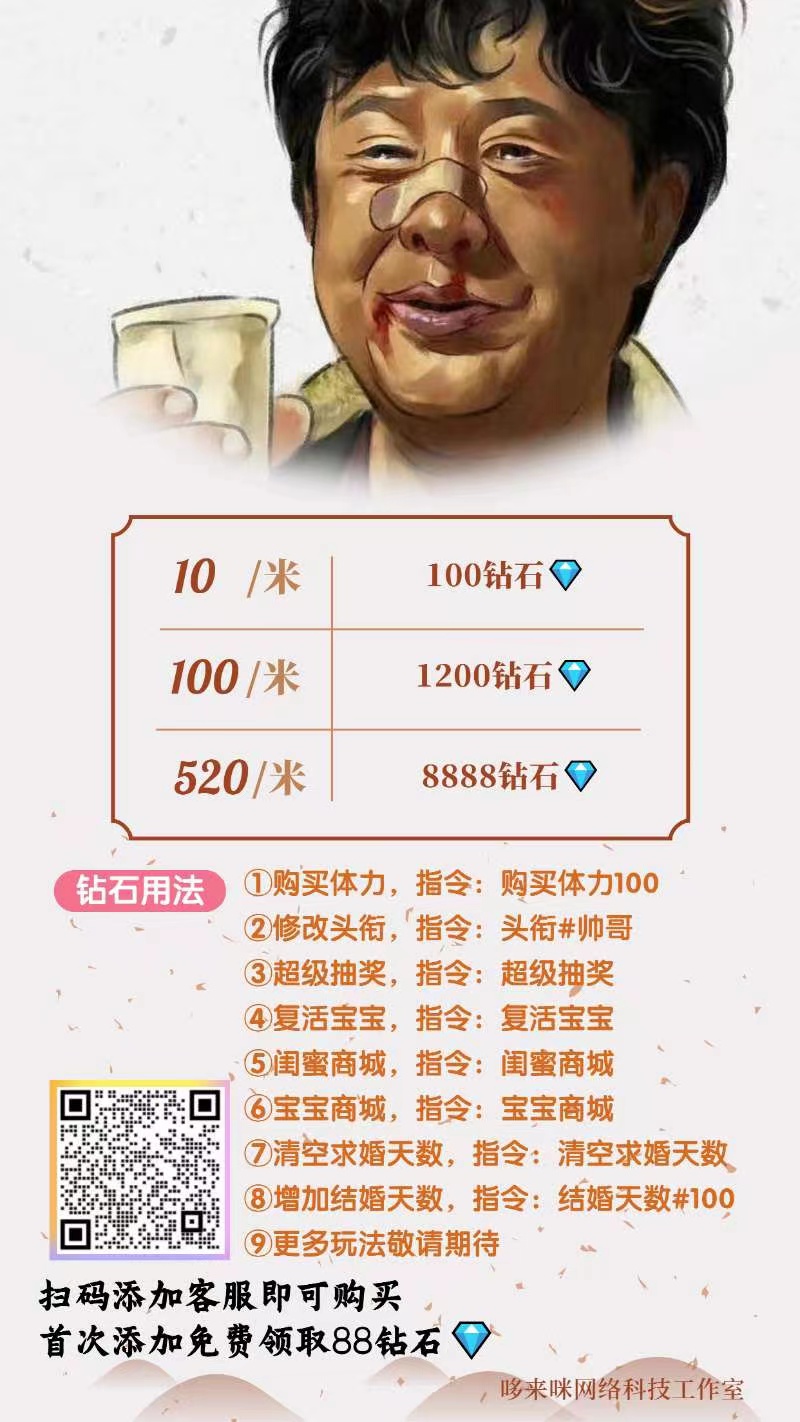 10 /米 100钻石
100/米 1200钻石
520/米 8888钻石
钻石用法
①购买体力，指令：购买体力100
②修改头衔，指令：头衔#帅哥
③超级抽奖，指令：超级抽奖
④复活宝宝，指令：复活宝宝
⑤闺蜜商城，指令：闺蜜商城
⑥宝宝商城，指令：宝宝商城
⑦清空求婚天数，指令：清空求婚天数
⑧增加结婚天数，指令：结婚天数#100
⑨更多玩法敬请期待
扫码添加客服即可购买
首次添加免费领取88钻石
哆来咪网络科技工作室